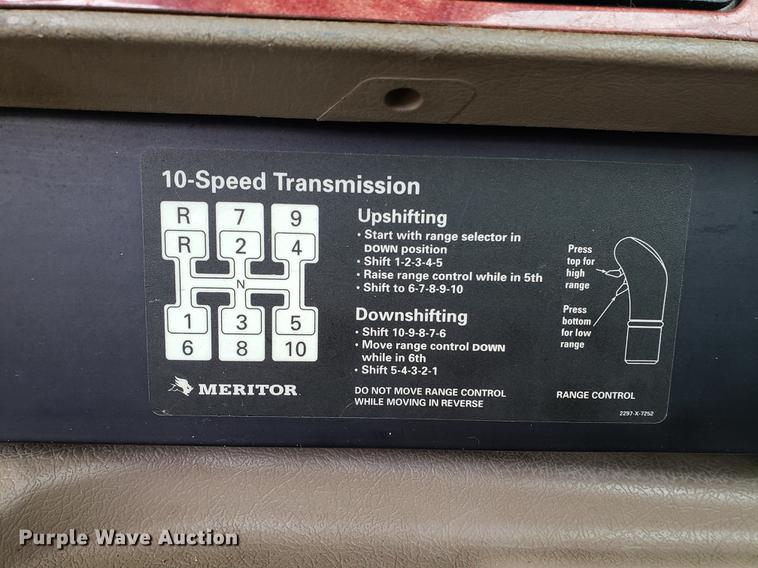 10-Speed Transmission
R 7 9
R 2 4
N
1 3 5
6 8 10
MERITOR
Upshifting
• Start with range selector in
DOWN position
• Shift 1-2-3-4-5
• Raise range control while in 5th
• Shift to 6-7-8-9-10
Downshifting
• Shift 10-9-8-7-6
• Move range control DOWN
while in 6th
• Shift 5-4-3-2-1
DO NOT MOVE RANGE CONTROL
WHILE MOVING IN REVERSE
Press
top for
high
range
Press
bottom
for low
range
RANGE CONTROL
2297-X-7252
Purple Wave Auction